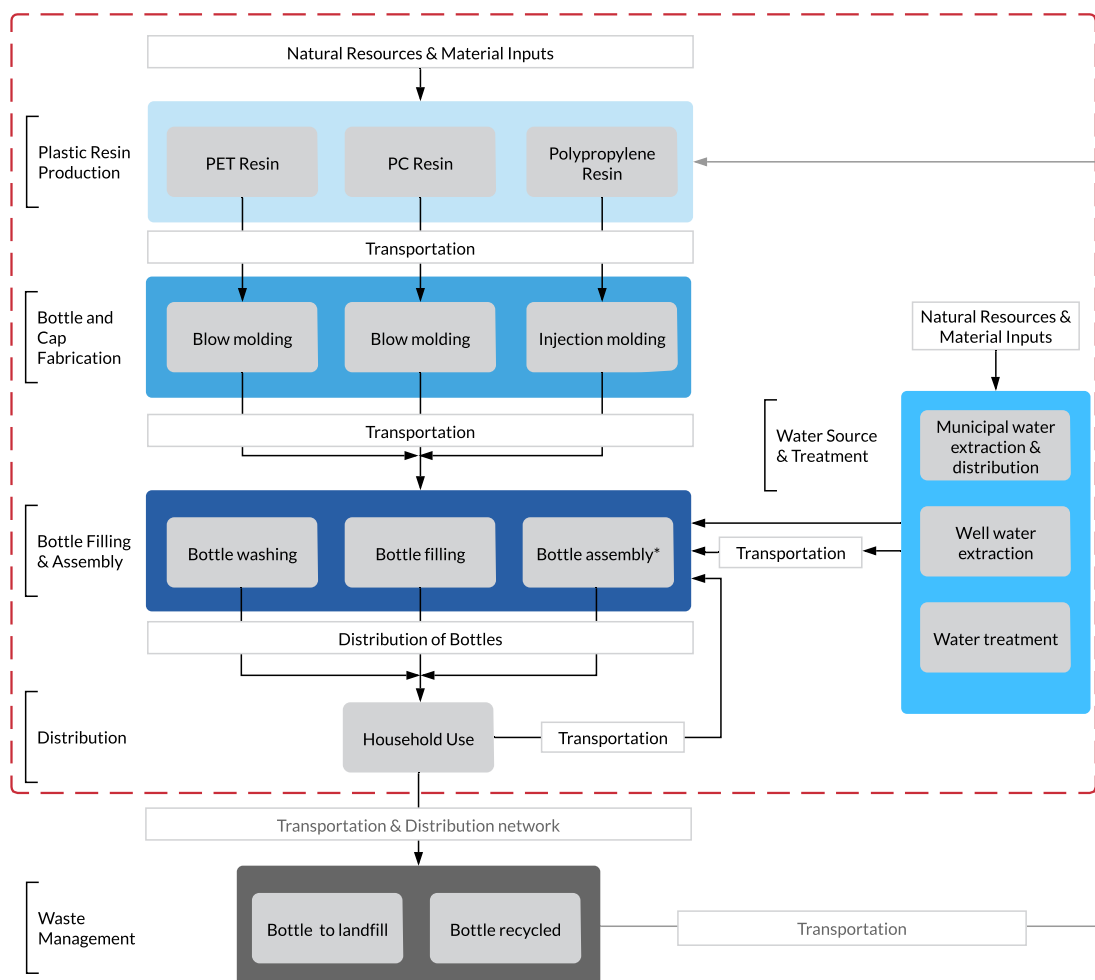 Natural Resources & Material Inputs
Plastic Resin
Production
PET Resin
PC Resin
Polypropylene
Resin
Transportation
Bottle and
Cap
Fabrication
Blow molding
Blow molding
Injection molding
Natural Resources &
Material Inputs
Transportation
Water Source
& Treatment
Municipal water
extraction &
distribution
Bottle Filling
& Assembly
Bottle washing
Bottle filling
Bottle assembly*
Transportation
Well water
extraction
Distribution of Bottles
Water treatment
Distribution
Household Use
Transportation
Transportation & Distribution network
Waste
Management
Bottle to landfill
Bottle recycled
Transportation